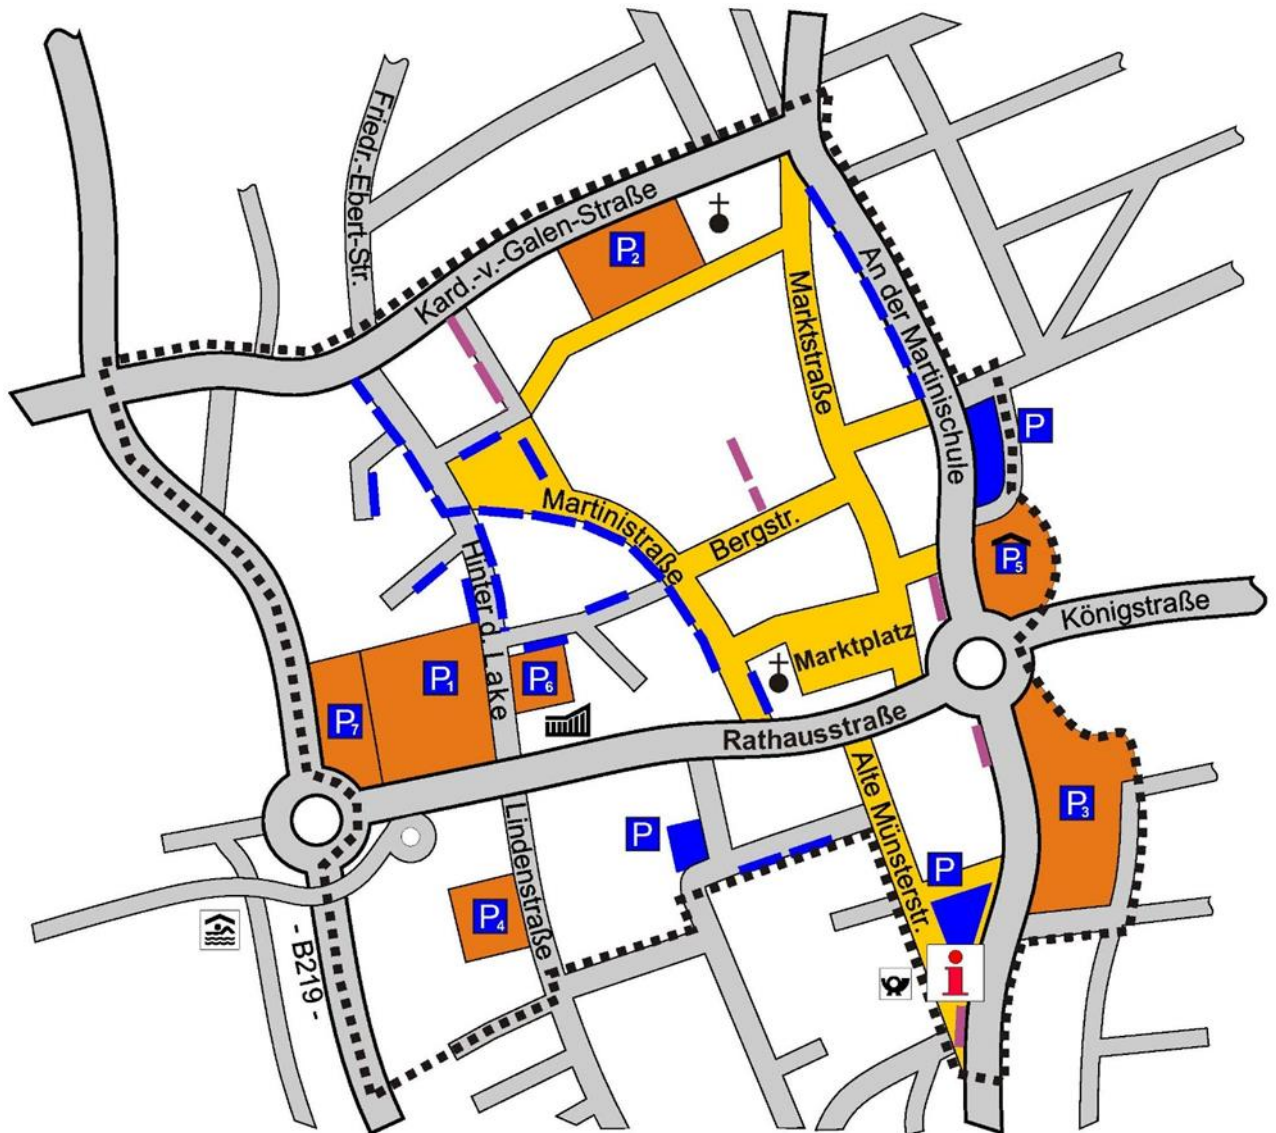 Friedr.-Ebert-Str.
Kard.-v.-Galen-Straße
P2
Marktstraße
An der Martinischule
P
Martinistraße
Bergstr.
Hinter d. Lake
P5
Königstraße
Marktplatz
P1
P6
P7
Rathausstraße
Alte Münsterstr.
P3
Lindenstraße
P
P
P4
- B219 -
i